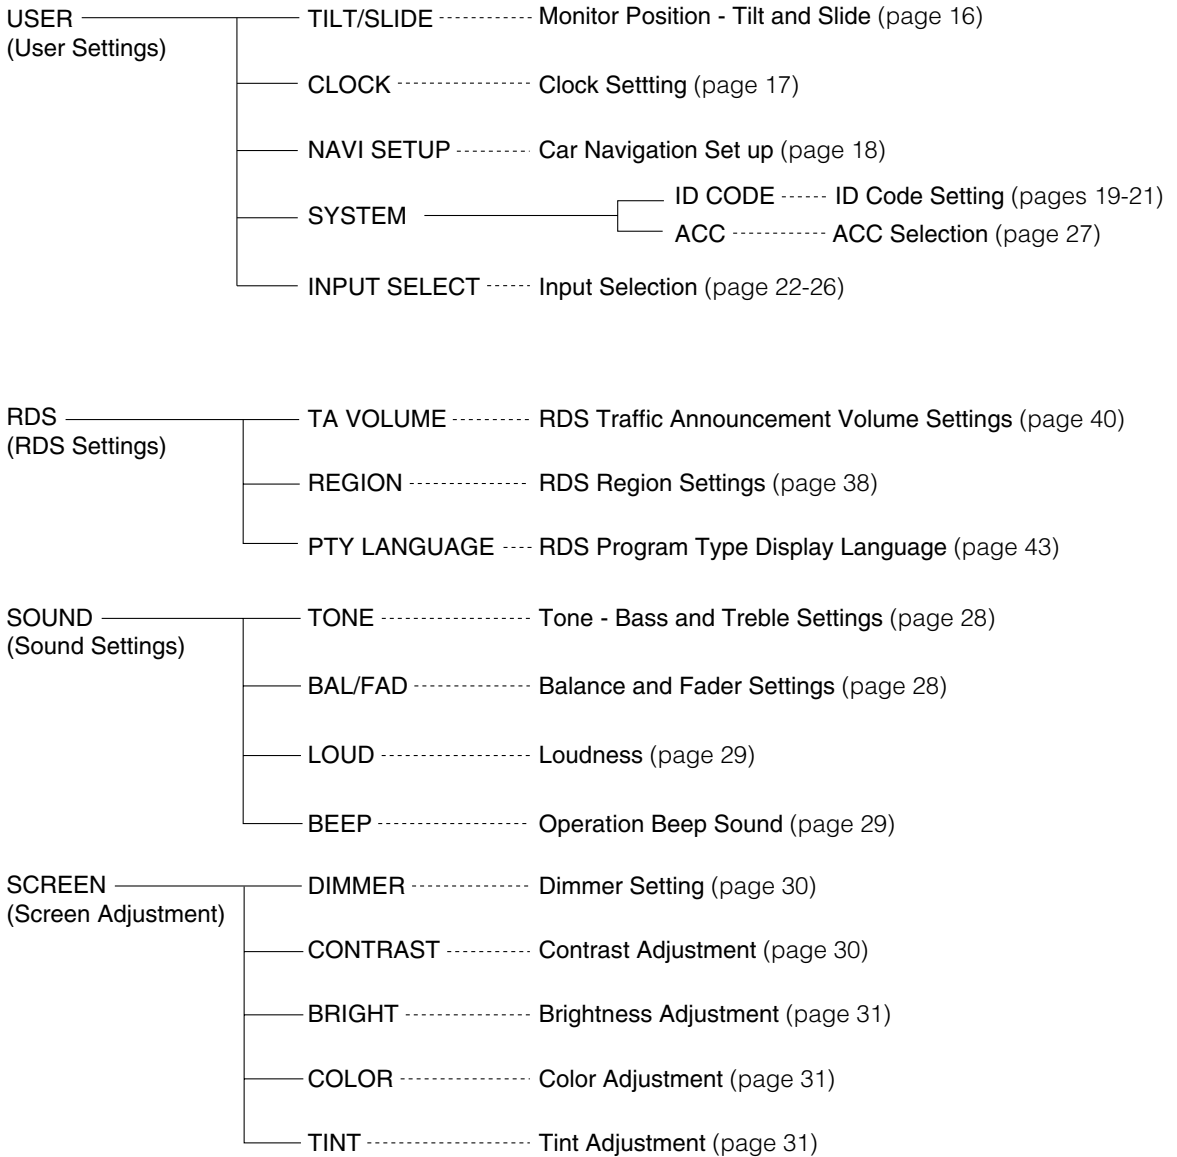 USER TILT/SLIDE Monitor Position - Tilt and Slide (page 16)
(User Settings)
CLOCK Clock Settting (page 17)
NAVI SETUP Car Navigation Set up (page 18)
ID CODE ID Code Setting (pages 19-21)
SYSTEM
ACC ACC Selection (page 27)
INPUT SELECT Input Selection (page 22-26)
RDS TA VOLUME RDS Traffic Announcement Volume Settings (page 40)
(RDS Settings)
REGION RDS Region Settings (page 38)
PTY LANGUAGE RDS Program Type Display Language (page 43)
SOUND TONE Tone - Bass and Treble Settings (page 28)
(Sound Settings)
BAL/FAD Balance and Fader Settings (page 28)
LOUD Loudness (page 29)
BEEP Operation Beep Sound (page 29)
SCREEN DIMMER Dimmer Setting (page 30)
(Screen Adjustment)
CONTRAST Contrast Adjustment (page 30)
BRIGHT Brightness Adjustment (page 31)
COLOR Color Adjustment (page 31)
TINT Tint Adjustment (page 31)